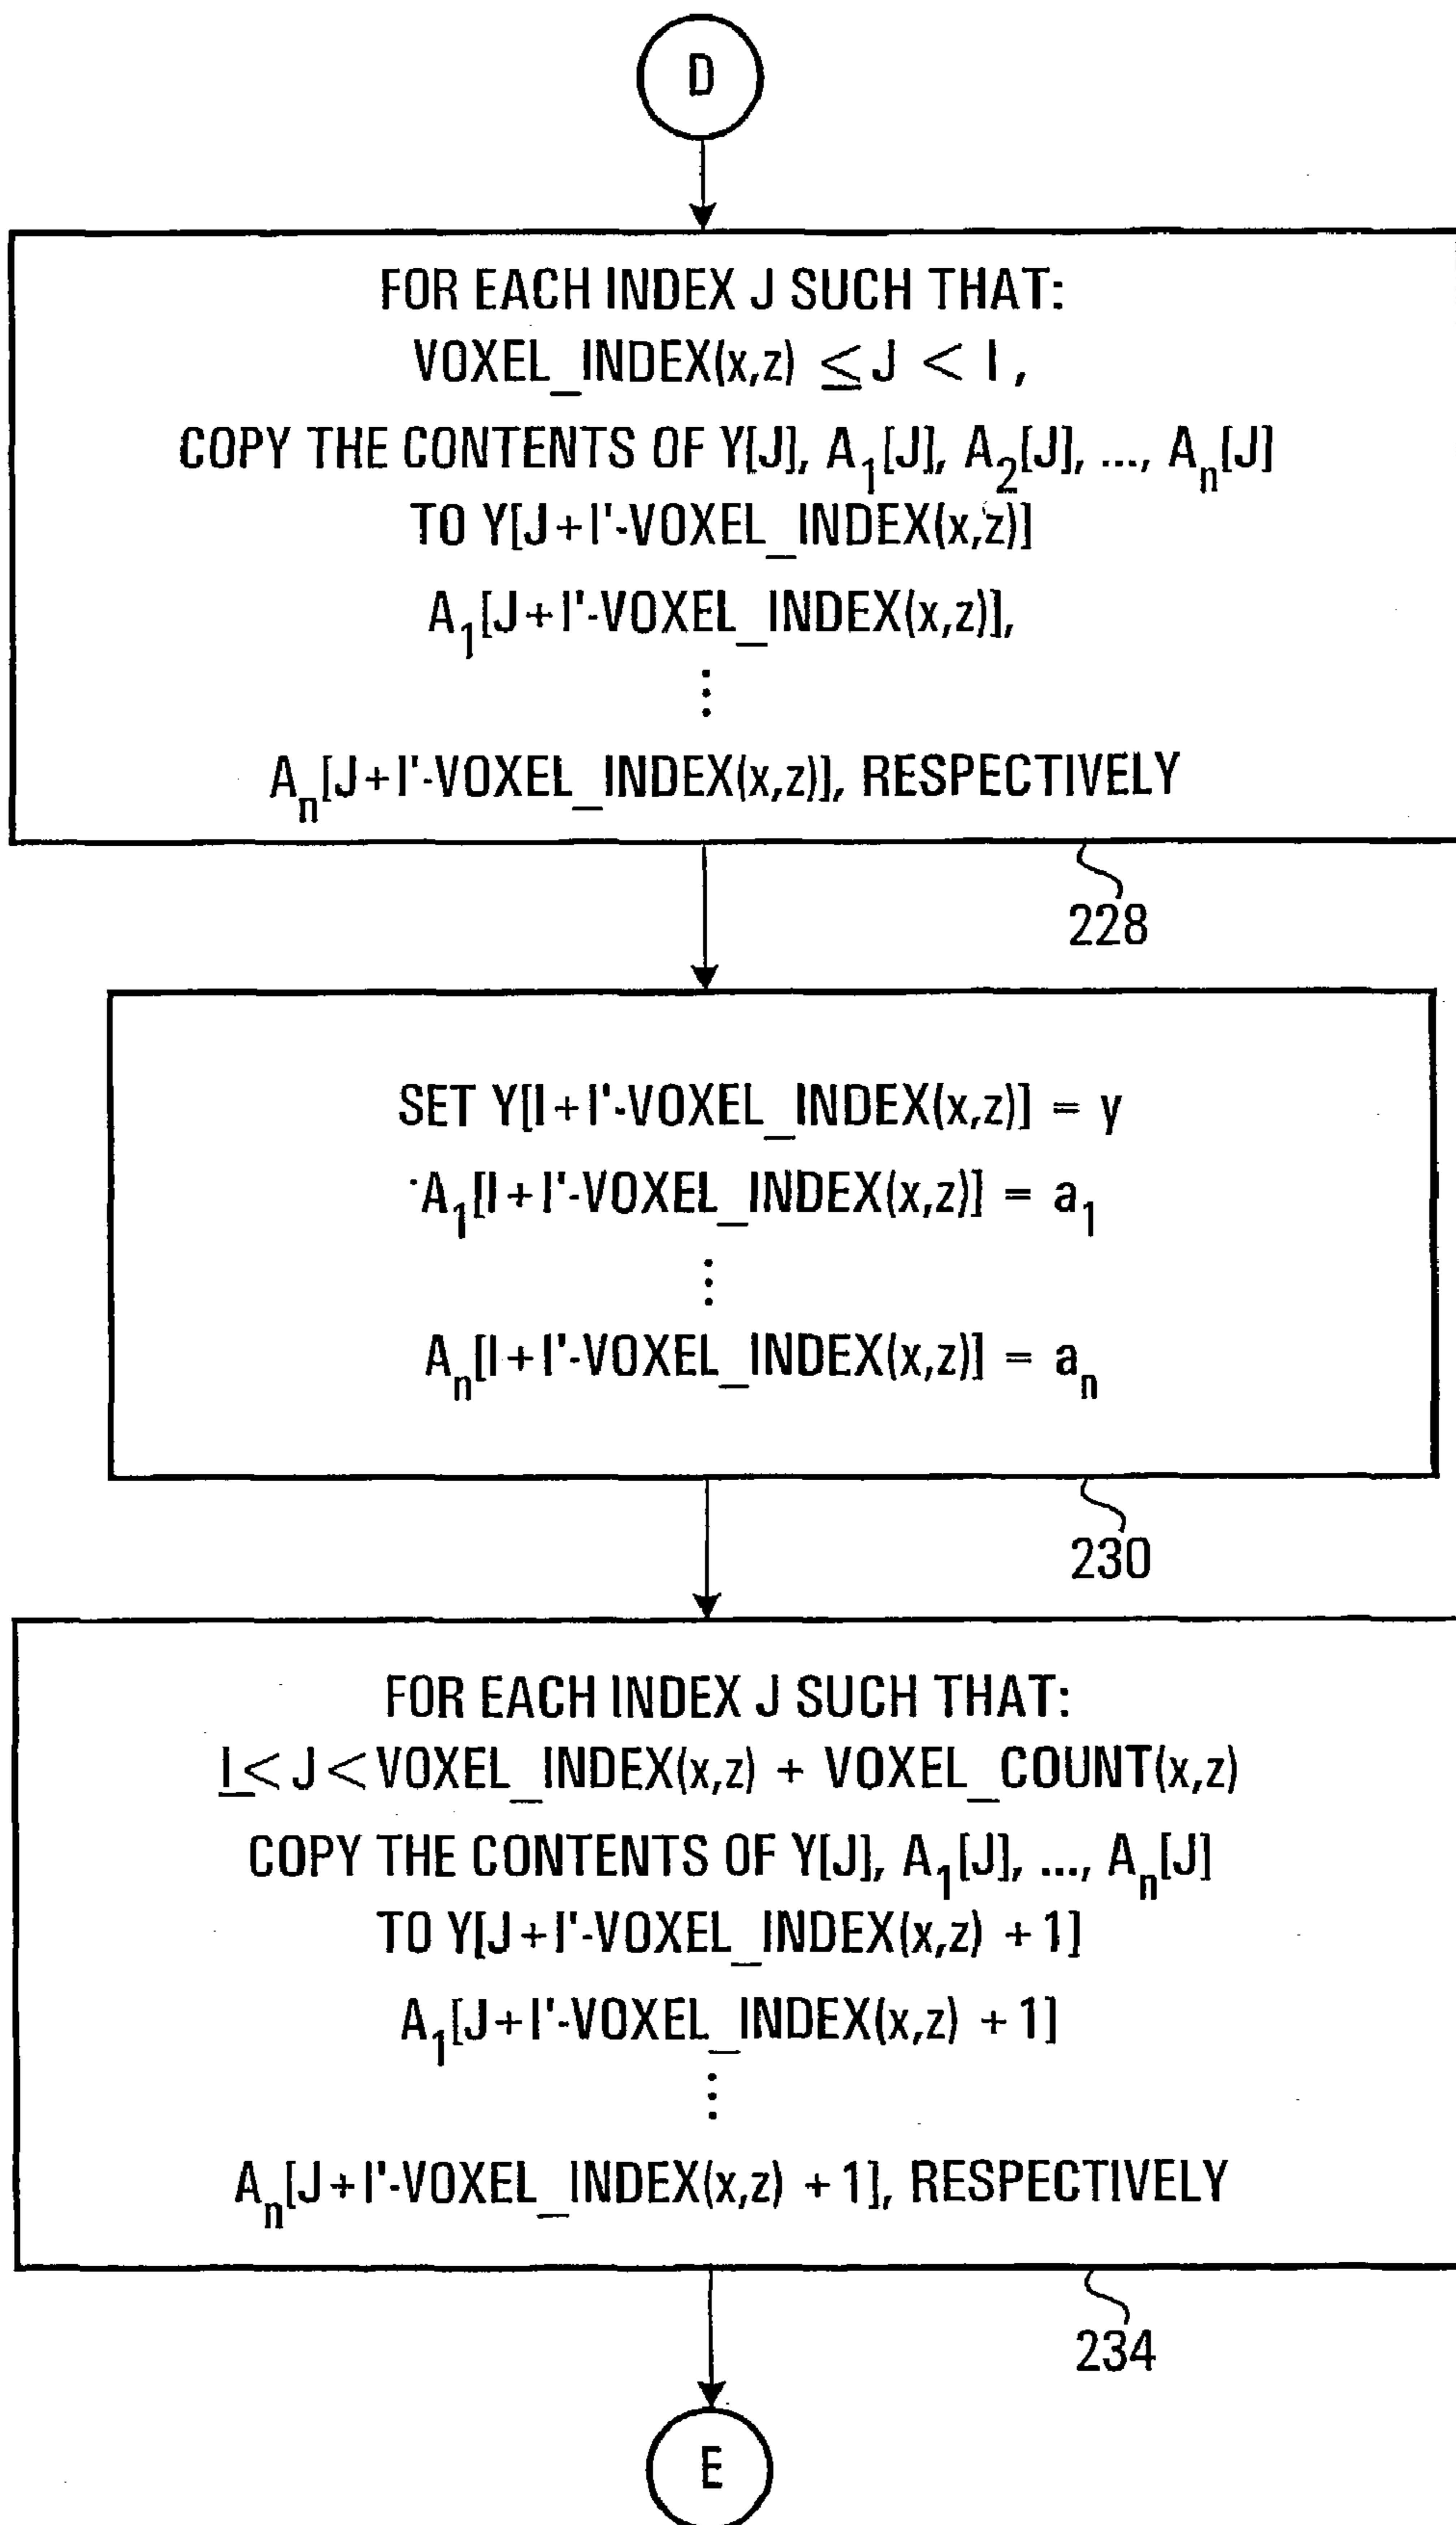 D
FOR EACH INDEX J SUCH THAT:
VOXEL_INDEX(x,z) ≤ J < I ,
COPY THE CONTENTS OF Y[J], A₁[J], A₂[J], ..., Aₙ[J]
TO Y[J+I'-VOXEL_INDEX(x,z)]
A₁[J+I'-VOXEL_INDEX(x,z)],
⋮
Aₙ[J+I'-VOXEL_INDEX(x,z)], RESPECTIVELY
228
SET Y[I+I'-VOXEL_INDEX(x,z)] = y
A₁[I+I'-VOXEL_INDEX(x,z)] = a₁
⋮
Aₙ[I+I'-VOXEL_INDEX(x,z)] = aₙ
230
FOR EACH INDEX J SUCH THAT:
I ≤ J < VOXEL_INDEX(x,z) + VOXEL_COUNT(x,z)
COPY THE CONTENTS OF Y[J], A₁[J], ..., Aₙ[J]
TO Y[J+I'-VOXEL_INDEX(x,z) +1]
A₁[J+I'-VOXEL_INDEX(x,z) +1]
⋮
Aₙ[J+I'-VOXEL_INDEX(x,z) +1], RESPECTIVELY
234
E